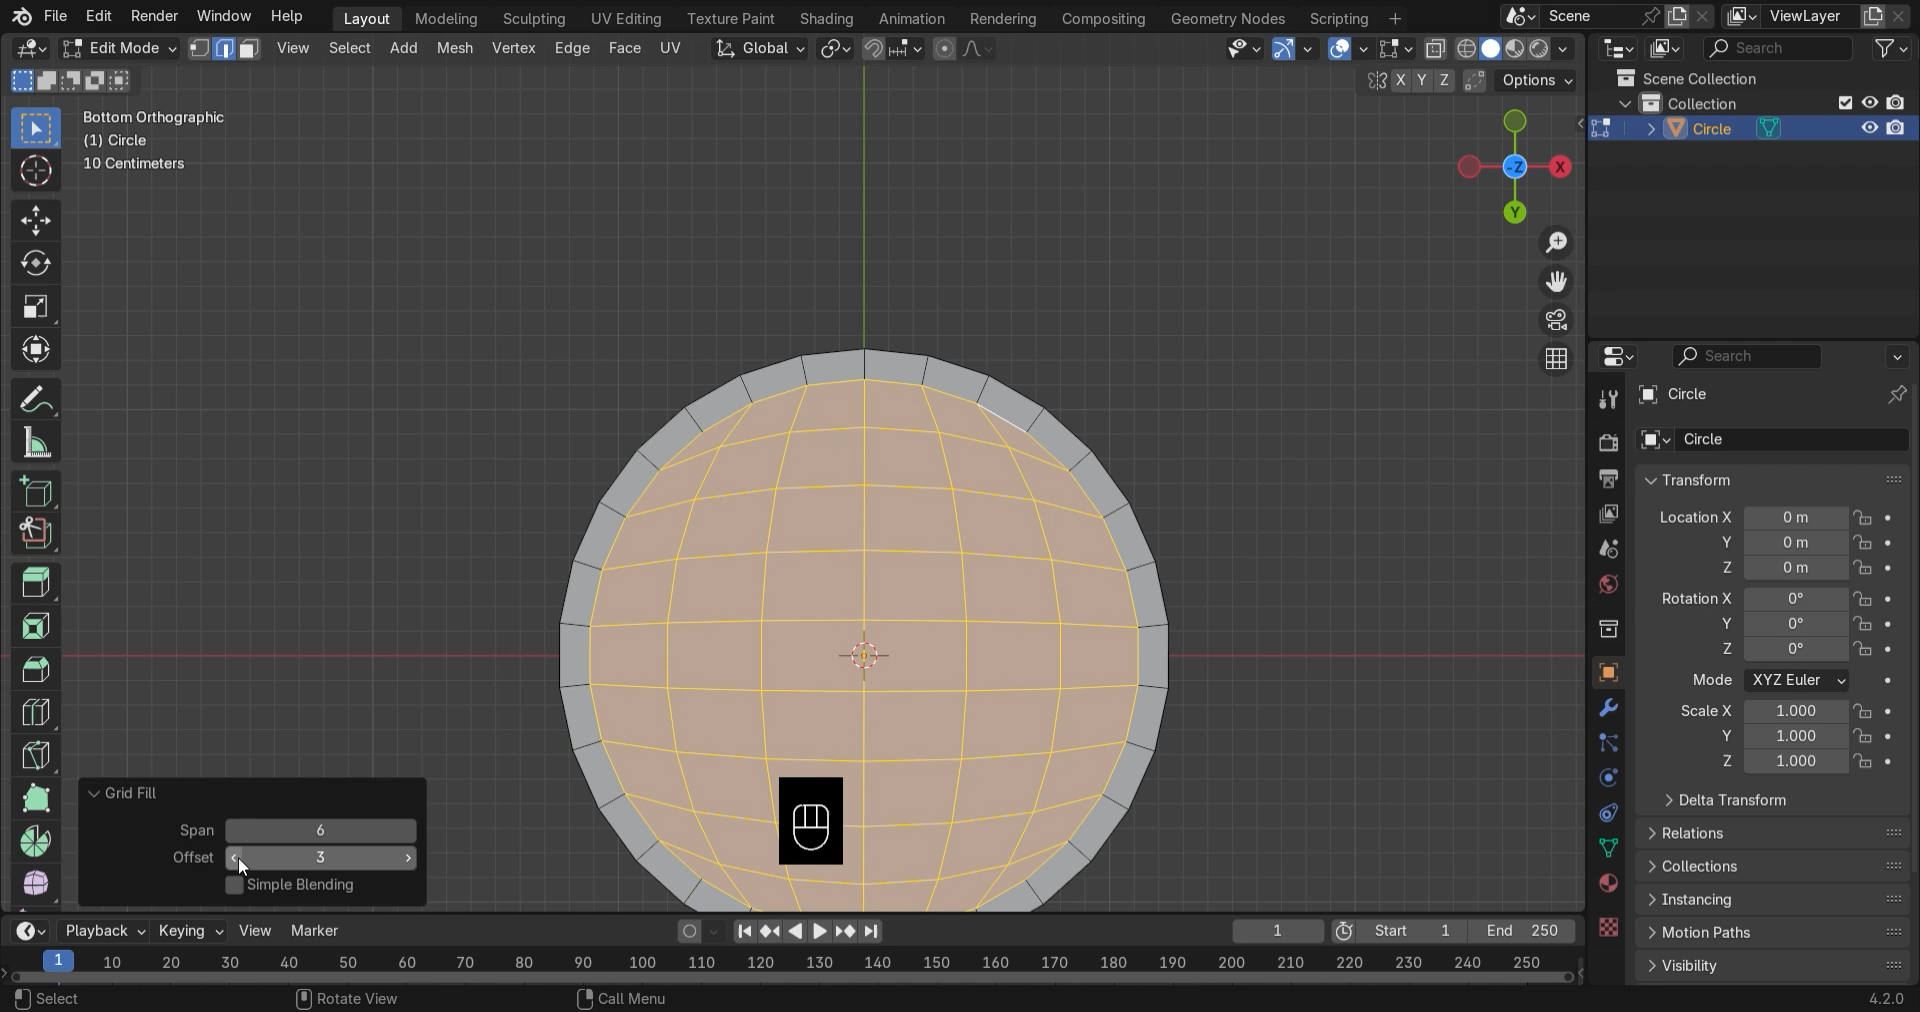 File Edit Render Window Help Layout Modeling Sculpting UV Editing Texture Paint Shading Animation Rendering Compositing Geometry Nodes Scripting + Scene ViewLayer
Edit Mode View Select Add Mesh Vertex Edge Face UV Global Search
X Y Z Options
Scene Collection
Collection
Circle
Bottom Orthographic
(1) Circle
10 Centimeters
-Z X
Y
Search
Circle
Circle
Transform
Location X 0 m
Y 0 m
Z 0 m
Rotation X 0°
Y 0°
Z 0°
Mode XYZ Euler
Scale X 1.000
Y 1.000
Z 1.000
Delta Transform
Relations
Collections
Instancing
Motion Paths
Visibility
Grid Fill
Span 6
Offset 3
Simple Blending
Playback Keying View Marker 1 Start 1 End 250
1 10 20 30 40 50 60 70 80 90 100 110 120 130 140 150 160 170 180 190 200 210 220 230 240 250
Select Rotate View Call Menu 4.2.0